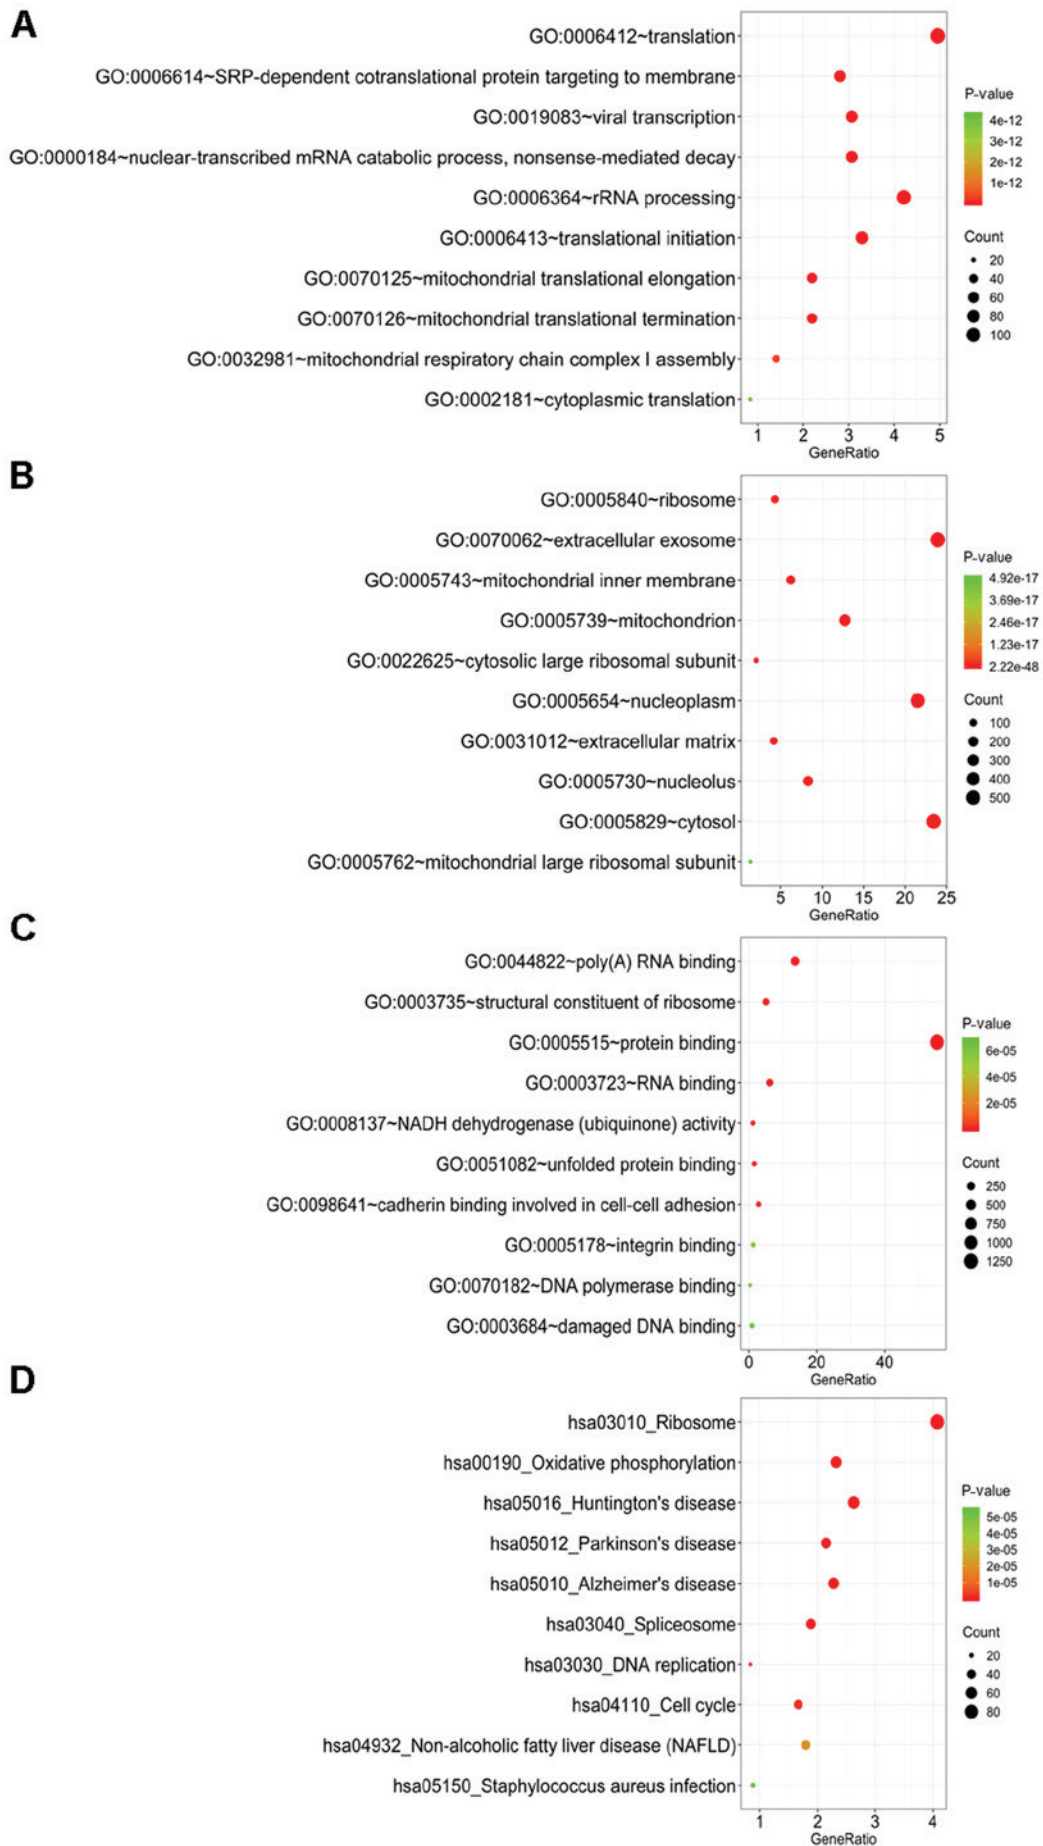 A
GO:0006412~translation
GO:0006614~SRP-dependent cotranslational protein targeting to membrane
GO:0019083~viral transcription
GO:0000184~nuclear-transcribed mRNA catabolic process, nonsense-mediated decay
GO:0006364~rRNA processing
GO:0006413~translational initiation
GO:0070125~mitochondrial translational elongation
GO:0070126~mitochondrial translational termination
GO:0032981~mitochondrial respiratory chain complex I assembly
GO:0002181~cytoplasmic translation
1 2 3 4 5
GeneRatio
P-value
4e-12
3e-12
2e-12
1e-12
Count
20
40
60
80
100
B
GO:0005840~ribosome
GO:0070062~extracellular exosome
GO:0005743~mitochondrial inner membrane
GO:0005739~mitochondrion
GO:0022625~cytosolic large ribosomal subunit
GO:0005654~nucleoplasm
GO:0031012~extracellular matrix
GO:0005730~nucleolus
GO:0005829~cytosol
GO:0005762~mitochondrial large ribosomal subunit
5 10 15 20 25
GeneRatio
P-value
4.92e-17
3.69e-17
2.46e-17
1.23e-17
2.22e-48
Count
100
200
300
400
500
C
GO:0044822~poly(A) RNA binding
GO:0003735~structural constituent of ribosome
GO:0005515~protein binding
GO:0003723~RNA binding
GO:0008137~NADH dehydrogenase (ubiquinone) activity
GO:0051082~unfolded protein binding
GO:0098641~cadherin binding involved in cell-cell adhesion
GO:0005178~integrin binding
GO:0070182~DNA polymerase binding
GO:0003684~damaged DNA binding
0 20 40
GeneRatio
P-value
6e-05
4e-05
2e-05
Count
250
500
750
1000
1250
D
hsa03010_Ribosome
hsa00190_Oxidative phosphorylation
hsa05016_Huntington's disease
hsa05012_Parkinson's disease
hsa05010_Alzheimer's disease
hsa03040_Spliceosome
hsa03030_DNA replication
hsa04110_Cell cycle
hsa04932_Non-alcoholic fatty liver disease (NAFLD)
hsa05150_Staphylococcus aureus infection
1 2 3 4
GeneRatio
P-value
5e-05
4e-05
3e-05
2e-05
1e-05
Count
20
40
60
80